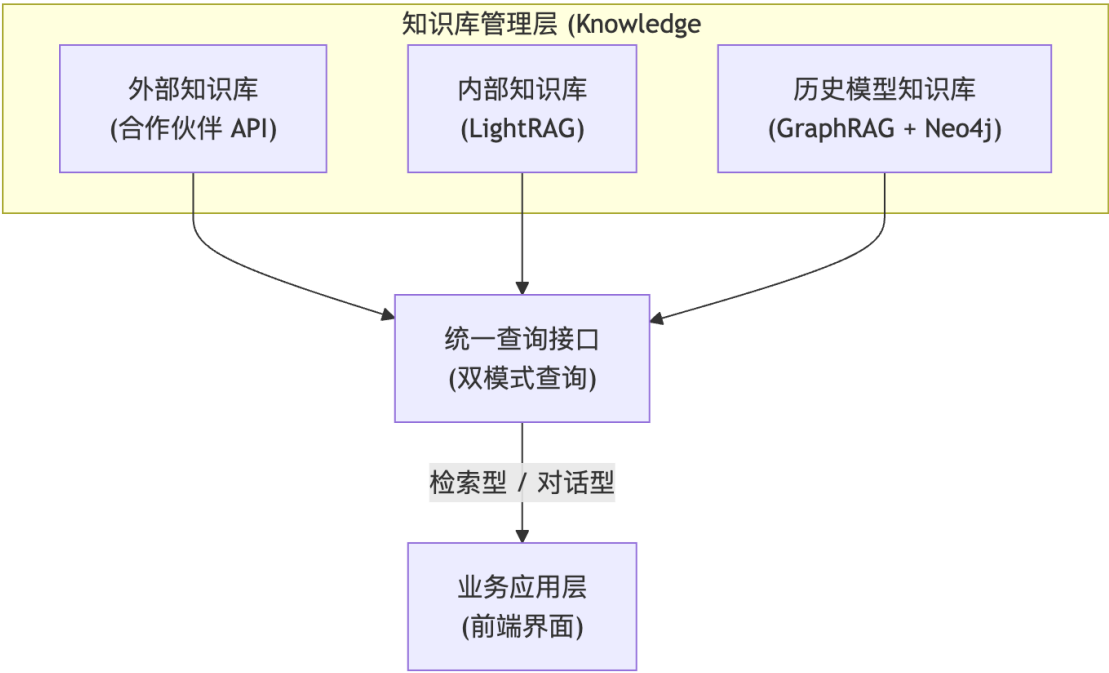 知识库管理层 (Knowledge
外部知识库
(合作伙伴 API)
内部知识库
(LightRAG)
历史模型知识库
(GraphRAG + Neo4j)
统一查询接口
(双模式查询)
检索型 / 对话型
业务应用层
(前端界面)